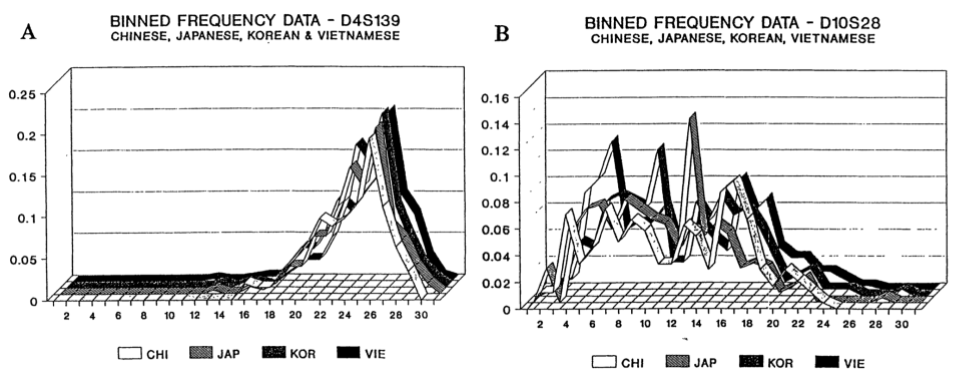 A
BINNED FREQUENCY DATA - D4S139
CHINESE, JAPANESE, KOREAN & VIETNAMESE
0.25
0.2
0.15
0.1
0.05
0
2 4 6 8 10 12 14 16 18 20 22 24 26 28 30
CHI JAP KOR VIE
B
BINNED FREQUENCY DATA - D10S28
CHINESE, JAPANESE, KOREAN, VIETNAMESE
0.16
0.14
0.12
0.1
0.08
0.06
0.04
0.02
0
2 4 6 8 10 12 14 16 18 20 22 24 26 28 30
CHI JAP KOR VIE